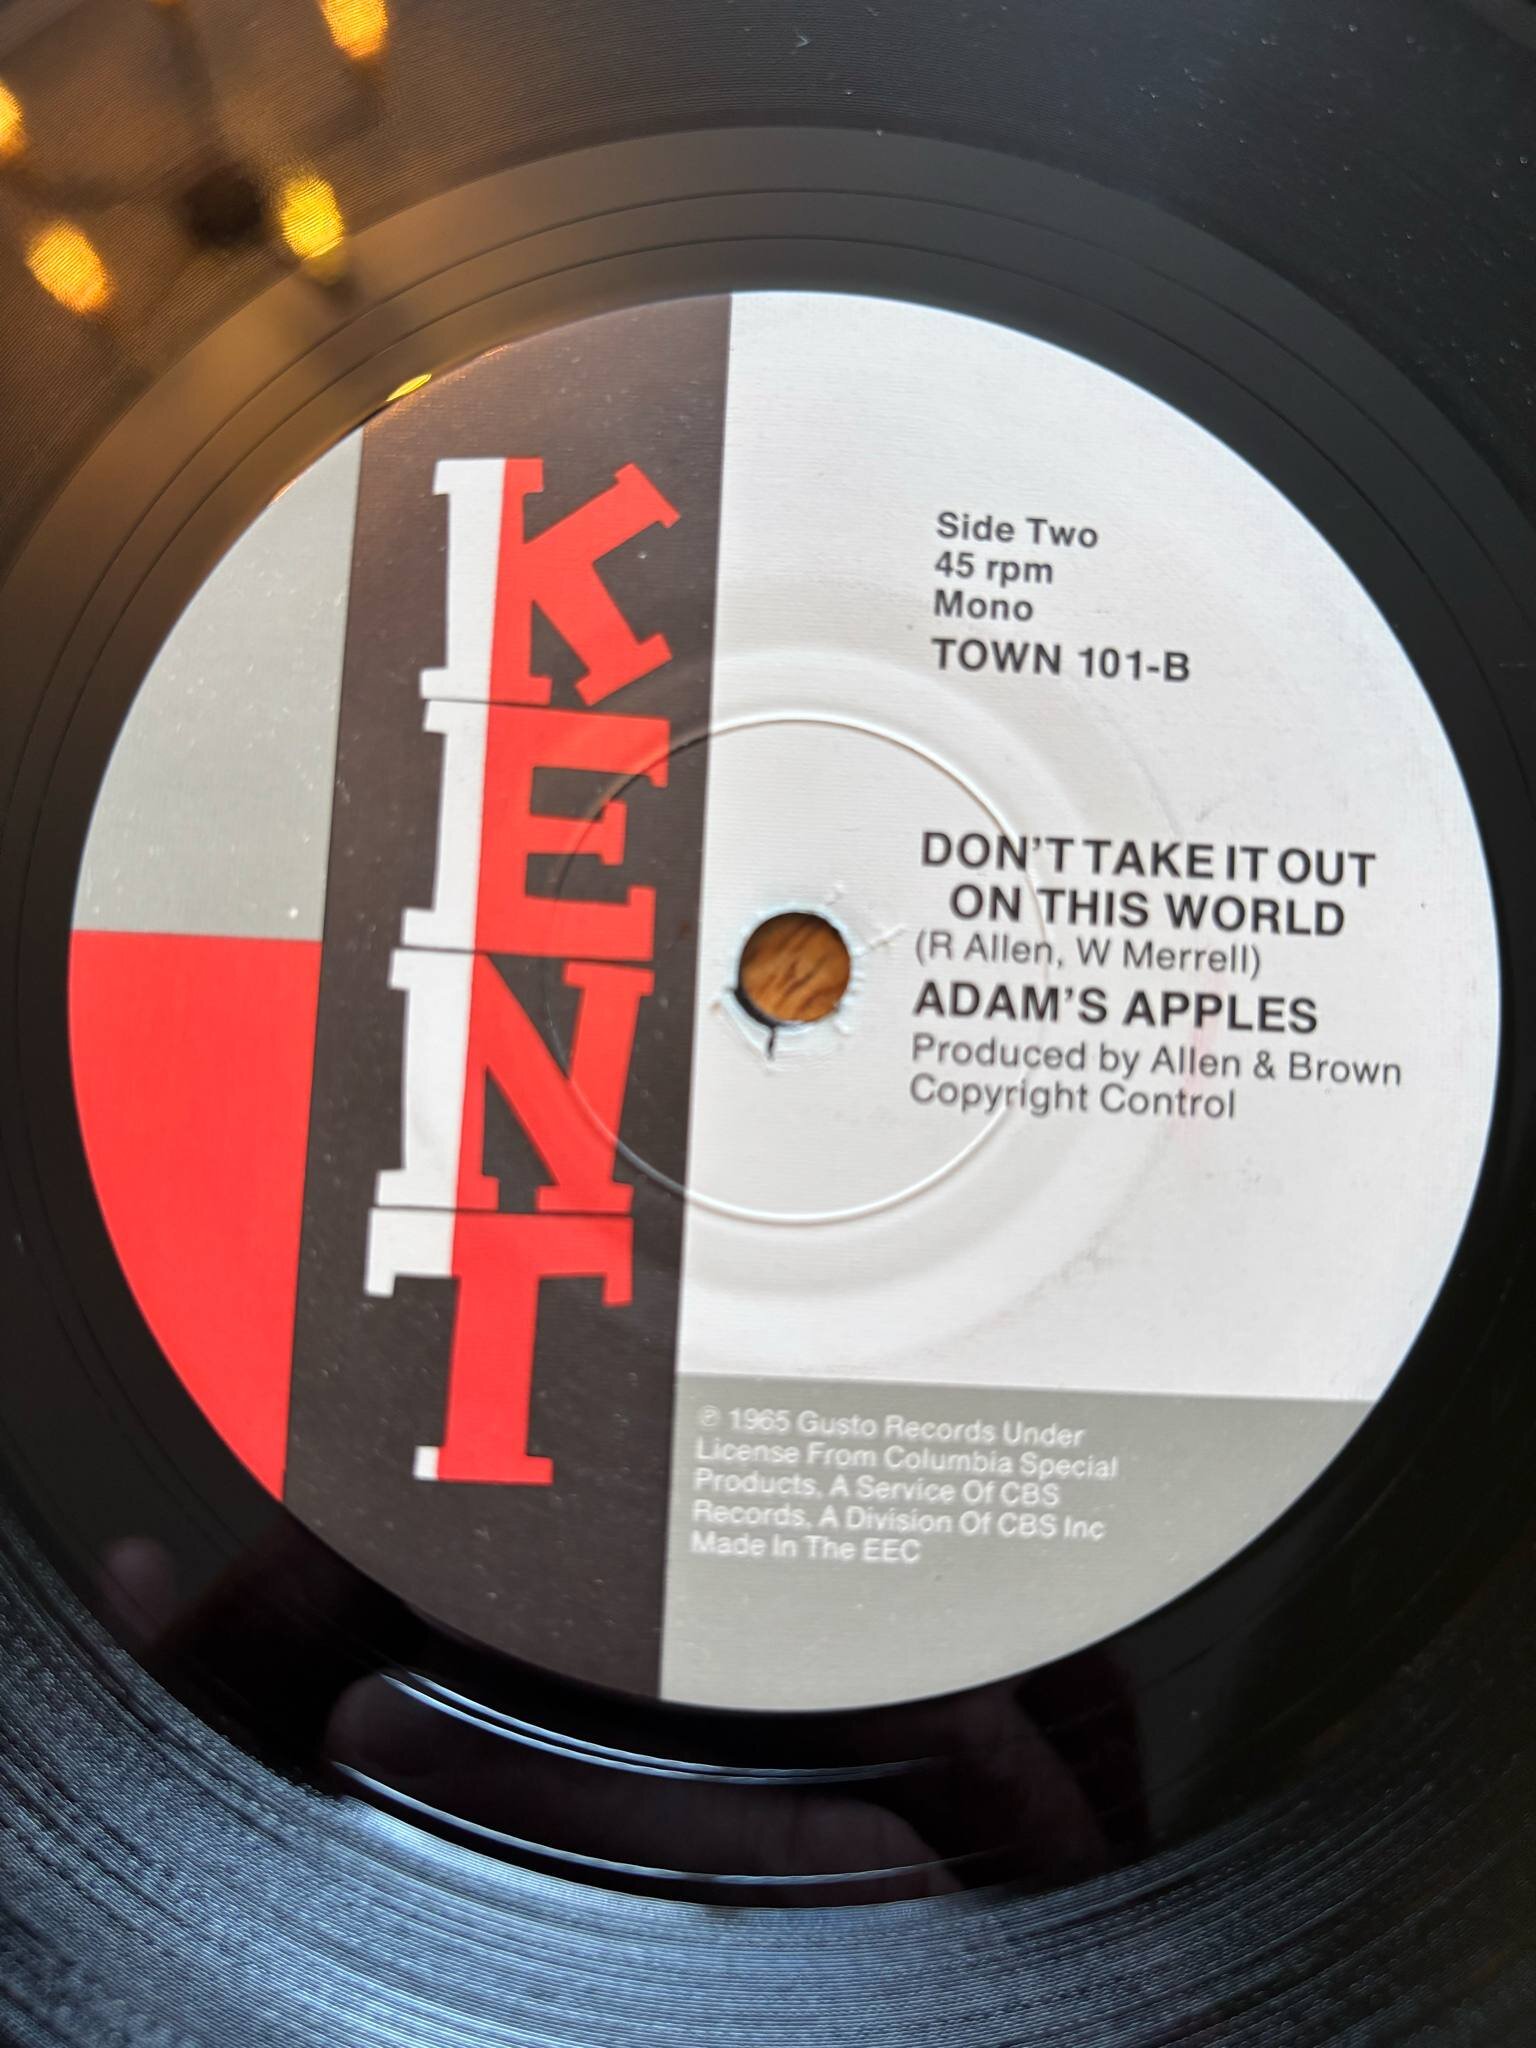 KENT
Side Two
45 rpm
Mono
TOWN 101-B
DON'T TAKE IT OUT
ON THIS WORLD
(R Allen, W Merrell)
ADAM'S APPLES
Produced by Allen & Brown
Copyright Control
℗ 1965 Gusto Records Under
License From Columbia Special
Products, A Service Of CBS
Records, A Division Of CBS Inc
Made In The EEC